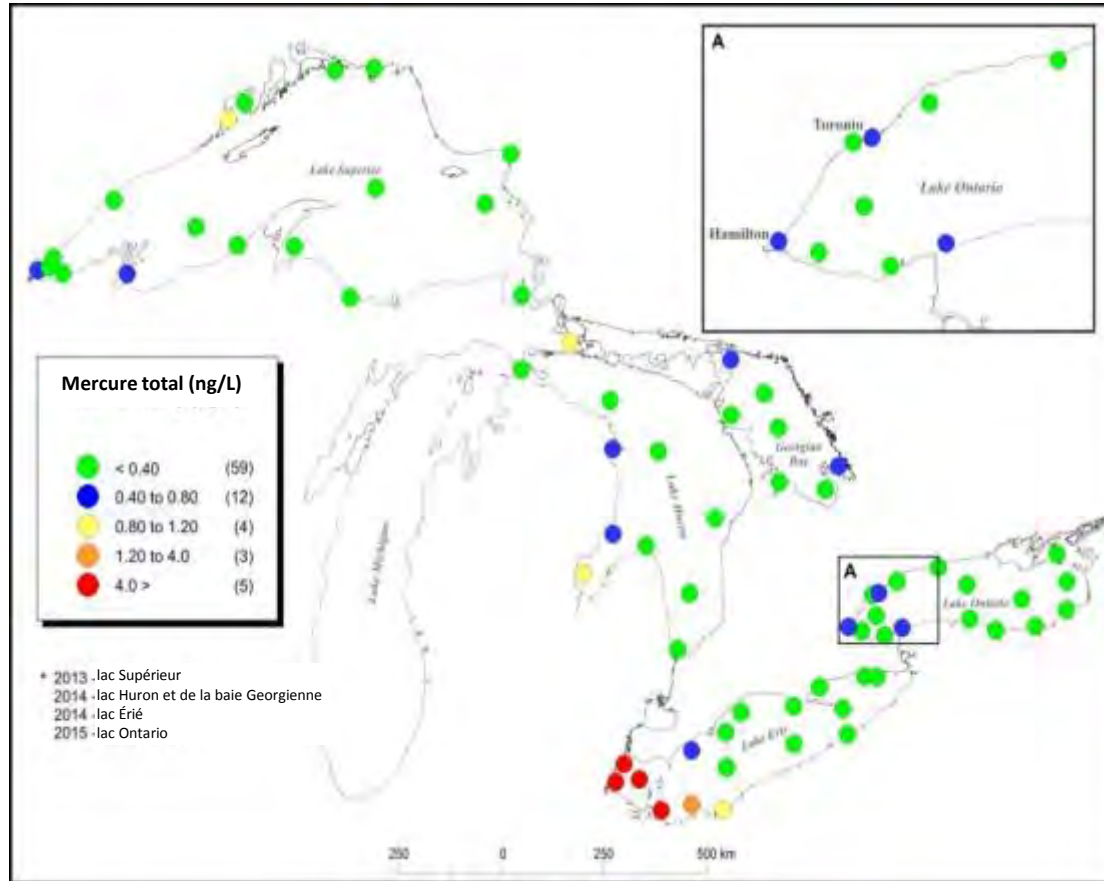 A
Toronto
Lake Superior
Lake Ontario
Hamilton
Mercure total (ng/L)
< 0.40 (59)
0.40 to 0.80 (12)
0.80 to 1.20 (4)
1.20 to 4.0 (3)
4.0 > (5)
Georgian
Bay
Lake Huron
Lake Michigan
A
Lake Ontario
Lake Erie
* 2013 - lac Supérieur
2014 - lac Huron et de la baie Georgienne
2014 - lac Érié
2015 - lac Ontario
250 0 250 500 km